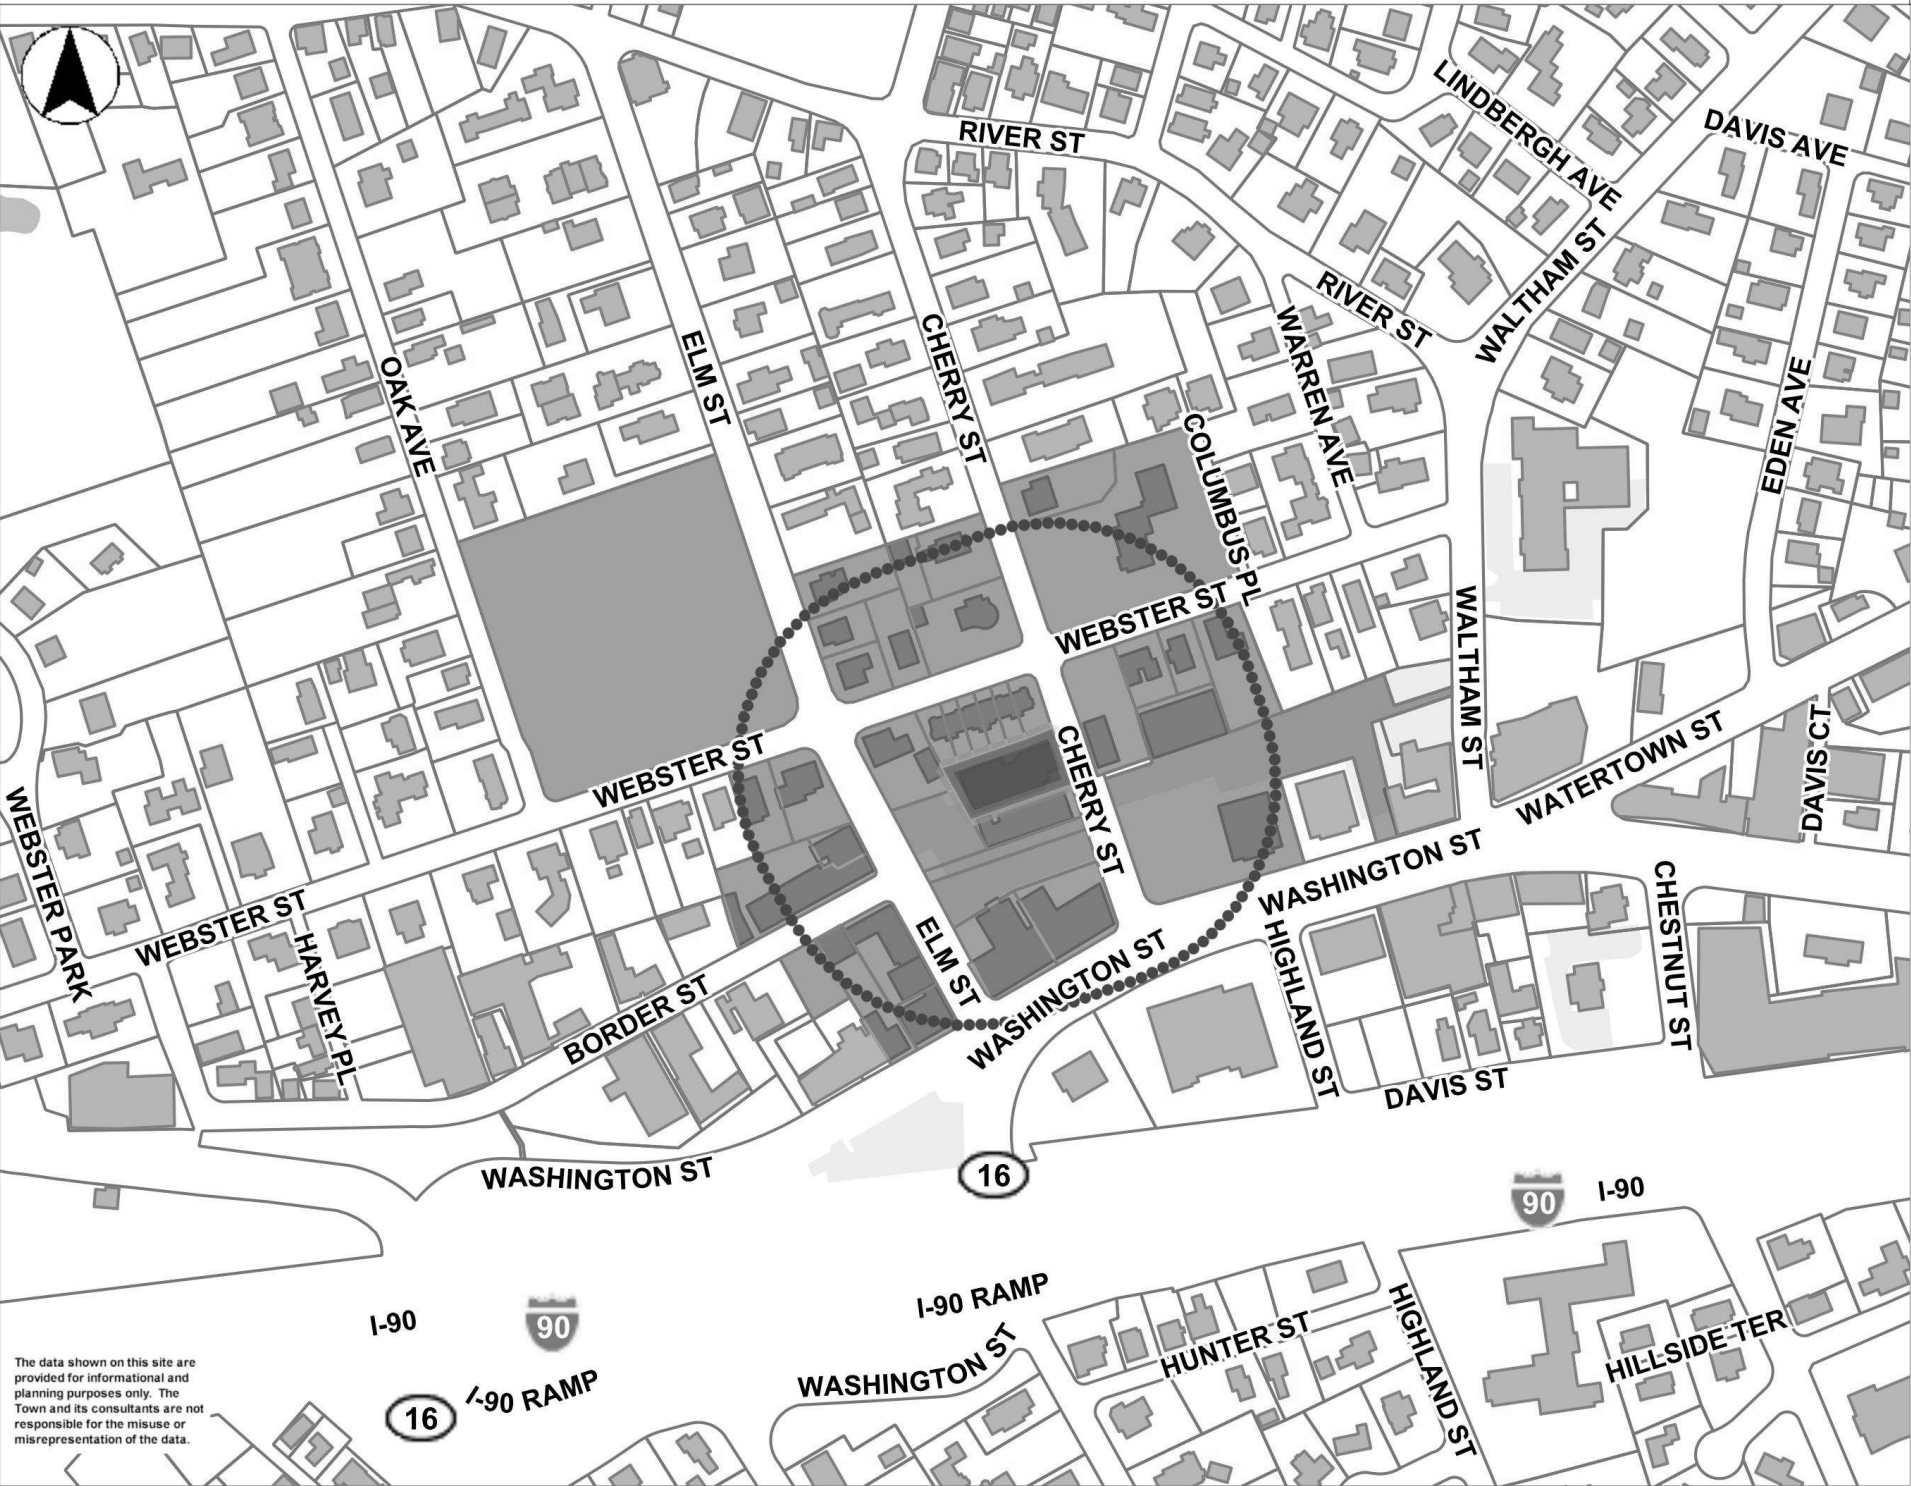 LINDBERGH AVE
DAVIS AVE
RIVER ST
WALTHAM ST
RIVER ST
WARREN AVE
CHERRY ST
ELM ST
OAK AVE
EDEN AVE
COLUMBUS PL
WEBSTER ST
WALTHAM ST
DAVIS CT
WATERTOWN ST
WEBSTER ST
CHERRY ST
WEBSTER PARK
WASHINGTON ST
CHESTNUT ST
WEBSTER ST
HARVEY PL
ELM ST
WASHINGTON ST
HIGHLAND ST
BORDER ST
DAVIS ST
WASHINGTON ST
16
90
I-90
I-90 RAMP
I-90
90
HIGHLAND ST
HUNTER ST
HILLSIDE TER
WASHINGTON ST
I-90 RAMP
16
The data shown on this site are
provided for informational and
planning purposes only. The
Town and its consultants are not
responsible for the misuse or
misrepresentation of the data.